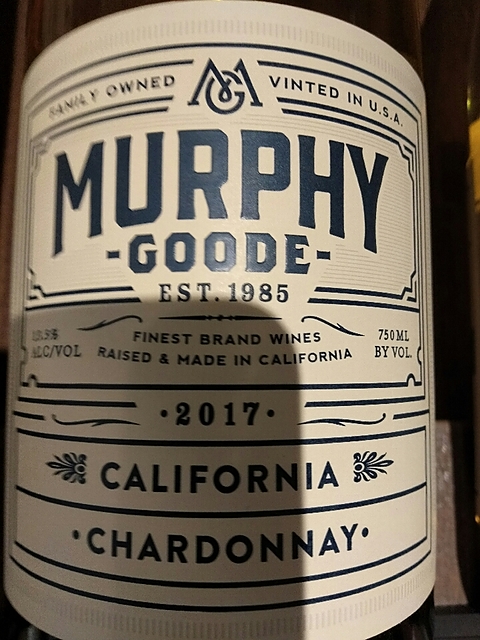 FAMILY OWNED MG VINTED IN U.S.A.
MURPHY
-GOODE-
EST. 1985
13.5% FINEST BRAND WINES 750 ML
ALC/VOL RAISED & MADE IN CALIFORNIA BY VOL.
•2017•
CALIFORNIA
•CHARDONNAY•